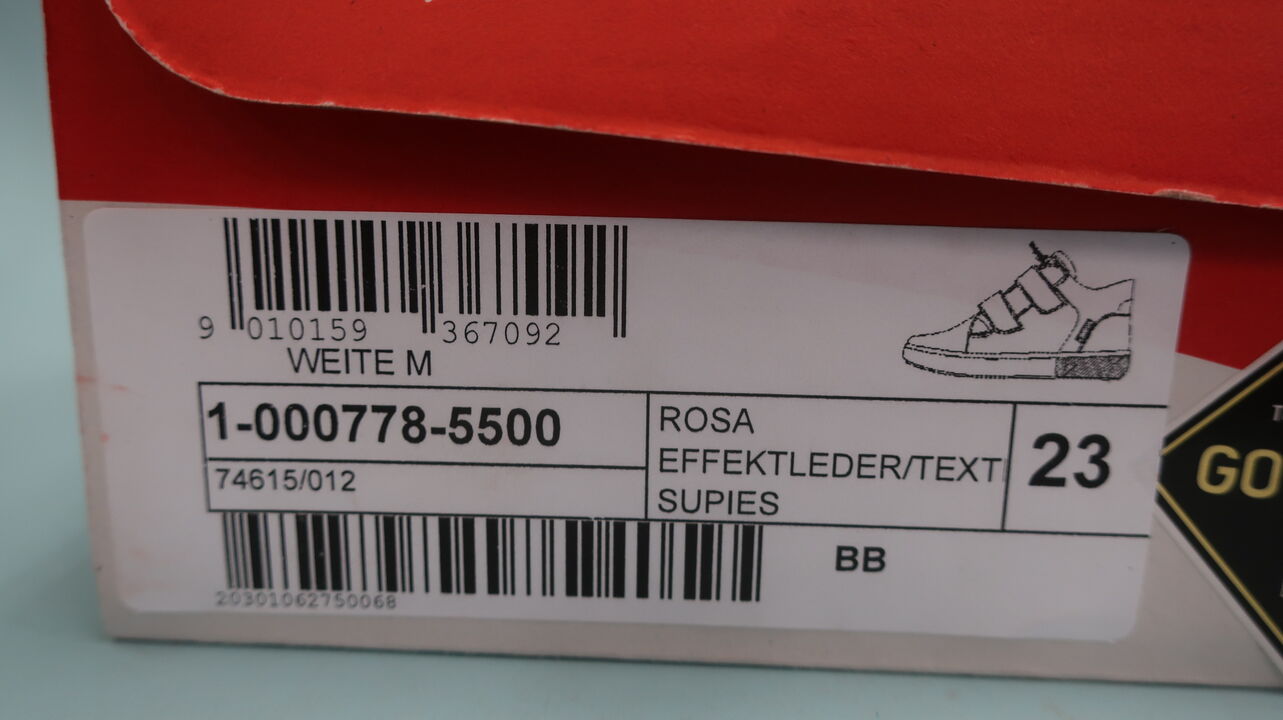 9 010159 367092
WEITE M
1-000778-5500
74615/012
ROSA
EFFEKTLEDER/TEXT
SUPIES
23
BB
20301062750068
GO